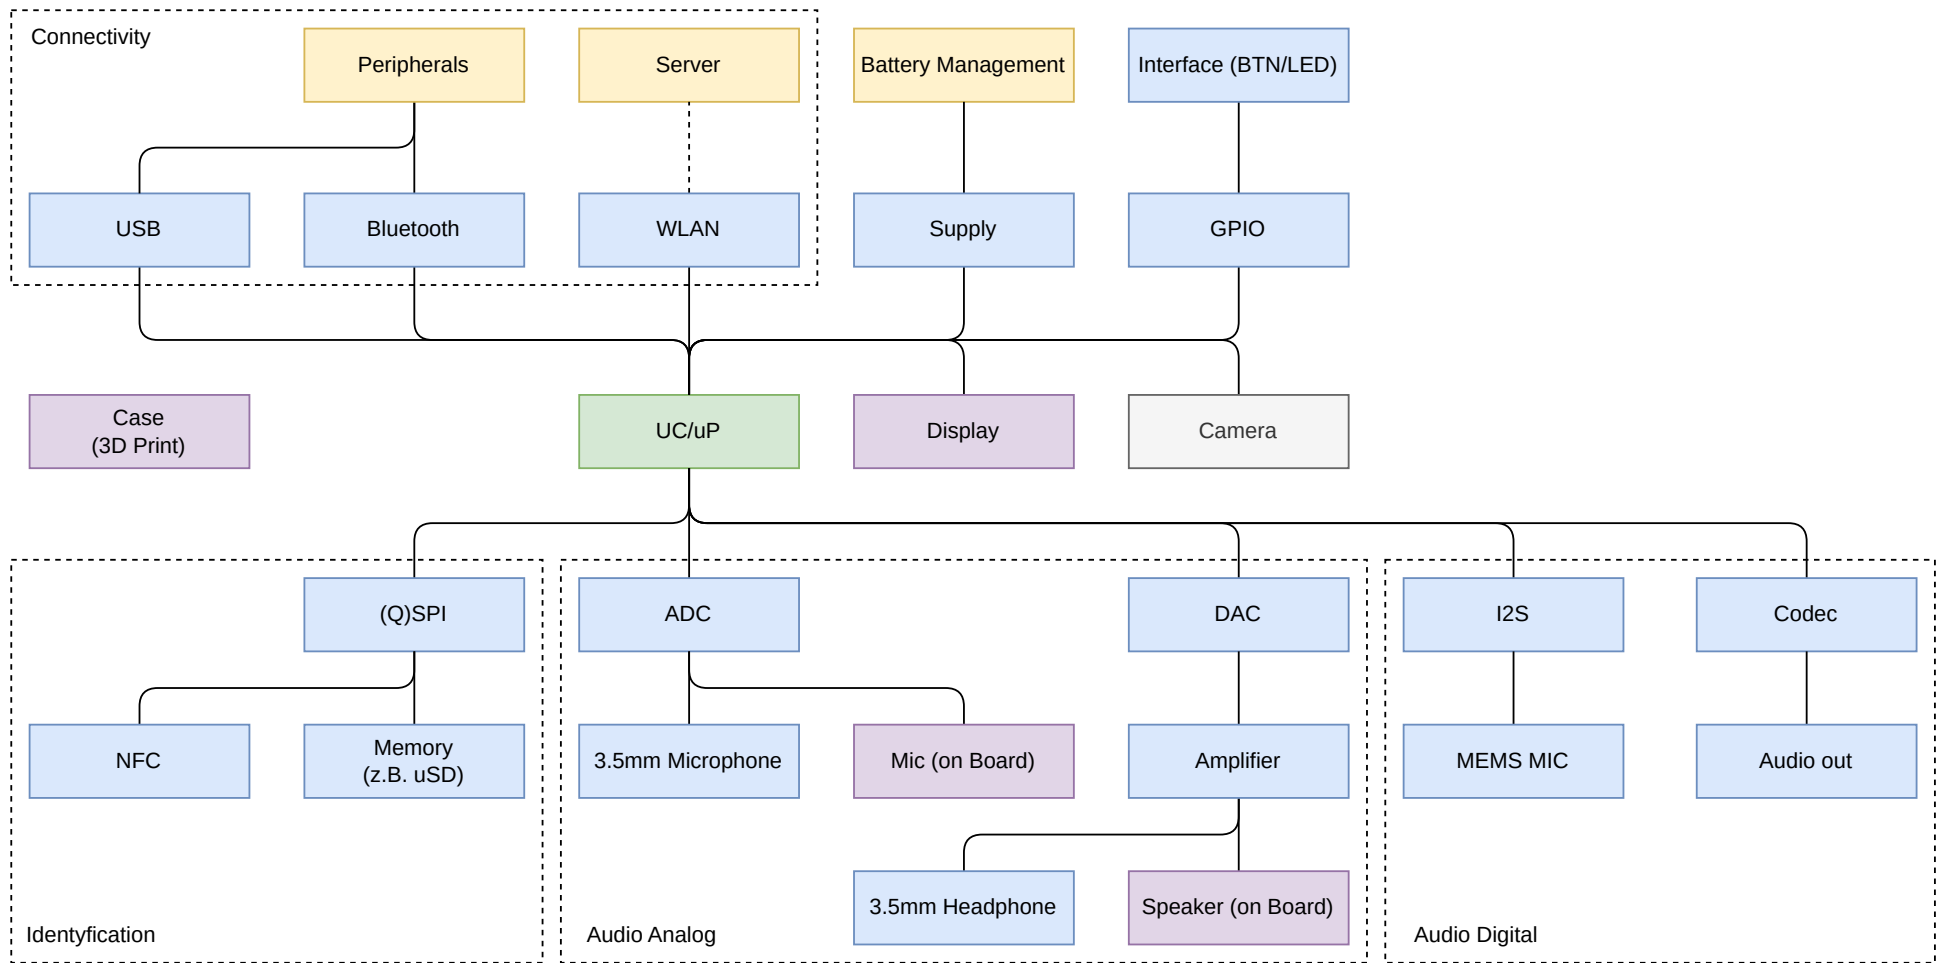 Connectivity
Peripherals
Server
Battery Management
Interface (BTN/LED)
USB
Bluetooth
WLAN
Supply
GPIO
Case
(3D Print)
UC/uP
Display
Camera
(Q)SPI
ADC
DAC
I2S
Codec
NFC
Memory
(z.B. uSD)
3.5mm Microphone
Mic (on Board)
Amplifier
MEMS MIC
Audio out
3.5mm Headphone
Speaker (on Board)
Identyfication
Audio Analog
Audio Digital